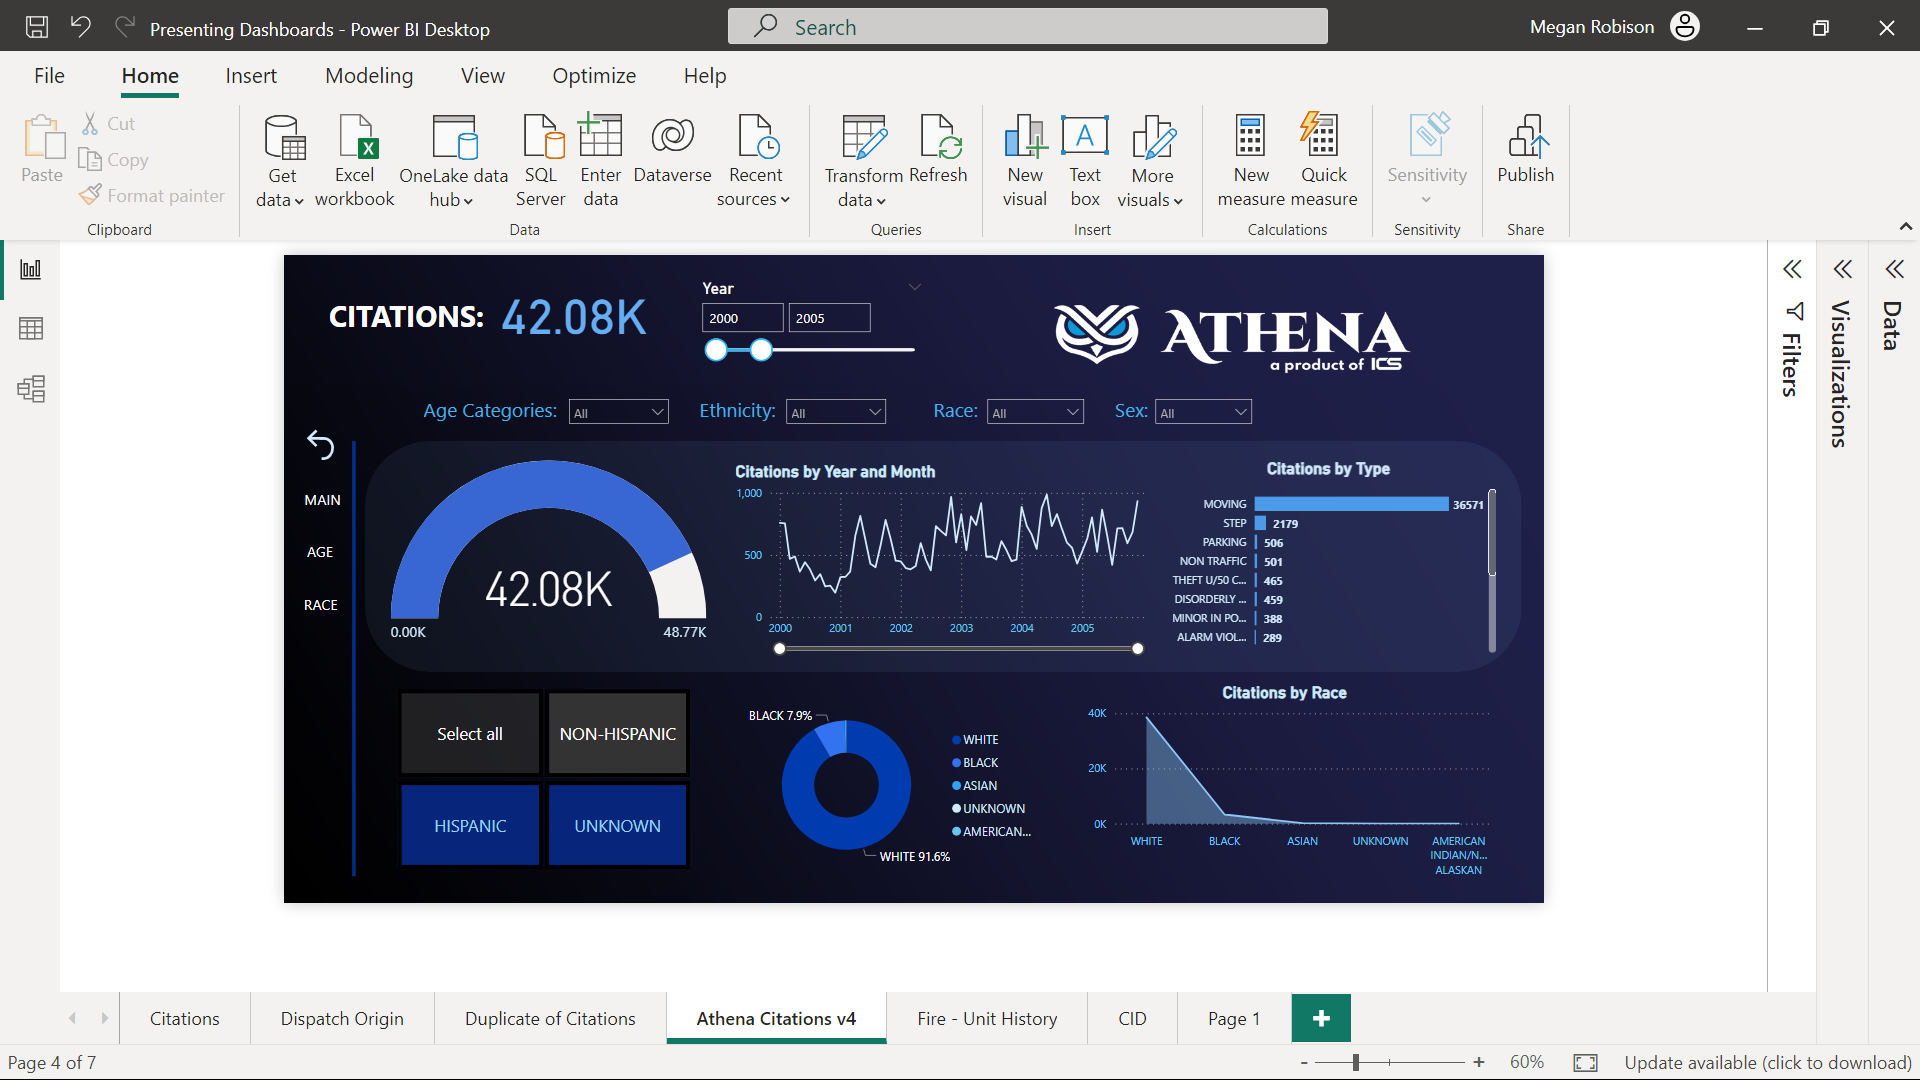 Presenting Dashboards - Power BI Desktop
Search
Megan Robison
File
Home
Insert
Modeling
View
Optimize
Help
Paste
Cut
Copy
Format painter
Clipboard
Get
data
Excel
workbook
OneLake data
hub
SQL
Server
Enter
data
Dataverse
Recent
sources
Data
Transform
data
Refresh
Queries
New
visual
Text
box
More
visuals
Insert
New
measure
Quick
measure
Calculations
Sensitivity
Sensitivity
Publish
Share
CITATIONS: 42.08K
Year
2000
2005
ATHENA
a product of ICS
Age Categories: All
Ethnicity: All
Race: All
Sex: All
MAIN
AGE
RACE
42.08K
0.00K
48.77K
Citations by Year and Month
1,000
500
0
2000 2001 2002 2003 2004 2005
Citations by Type
MOVING 36571
STEP 2179
PARKING 506
NON TRAFFIC 501
THEFT U/50 C... 465
DISORDERLY ... 459
MINOR IN PO... 388
ALARM VIOL... 289
Select all
NON-HISPANIC
HISPANIC
UNKNOWN
BLACK 7.9%
WHITE 91.6%
WHITE
BLACK
ASIAN
UNKNOWN
AMERICAN...
Citations by Race
40K
20K
0K
WHITE
BLACK
ASIAN
UNKNOWN
AMERICAN
INDIAN/N...
ALASKAN
Filters
Visualizations
Data
Citations
Dispatch Origin
Duplicate of Citations
Athena Citations v4
Fire - Unit History
CID
Page 1
+
Page 4 of 7
- +
60%
Update available (click to download)